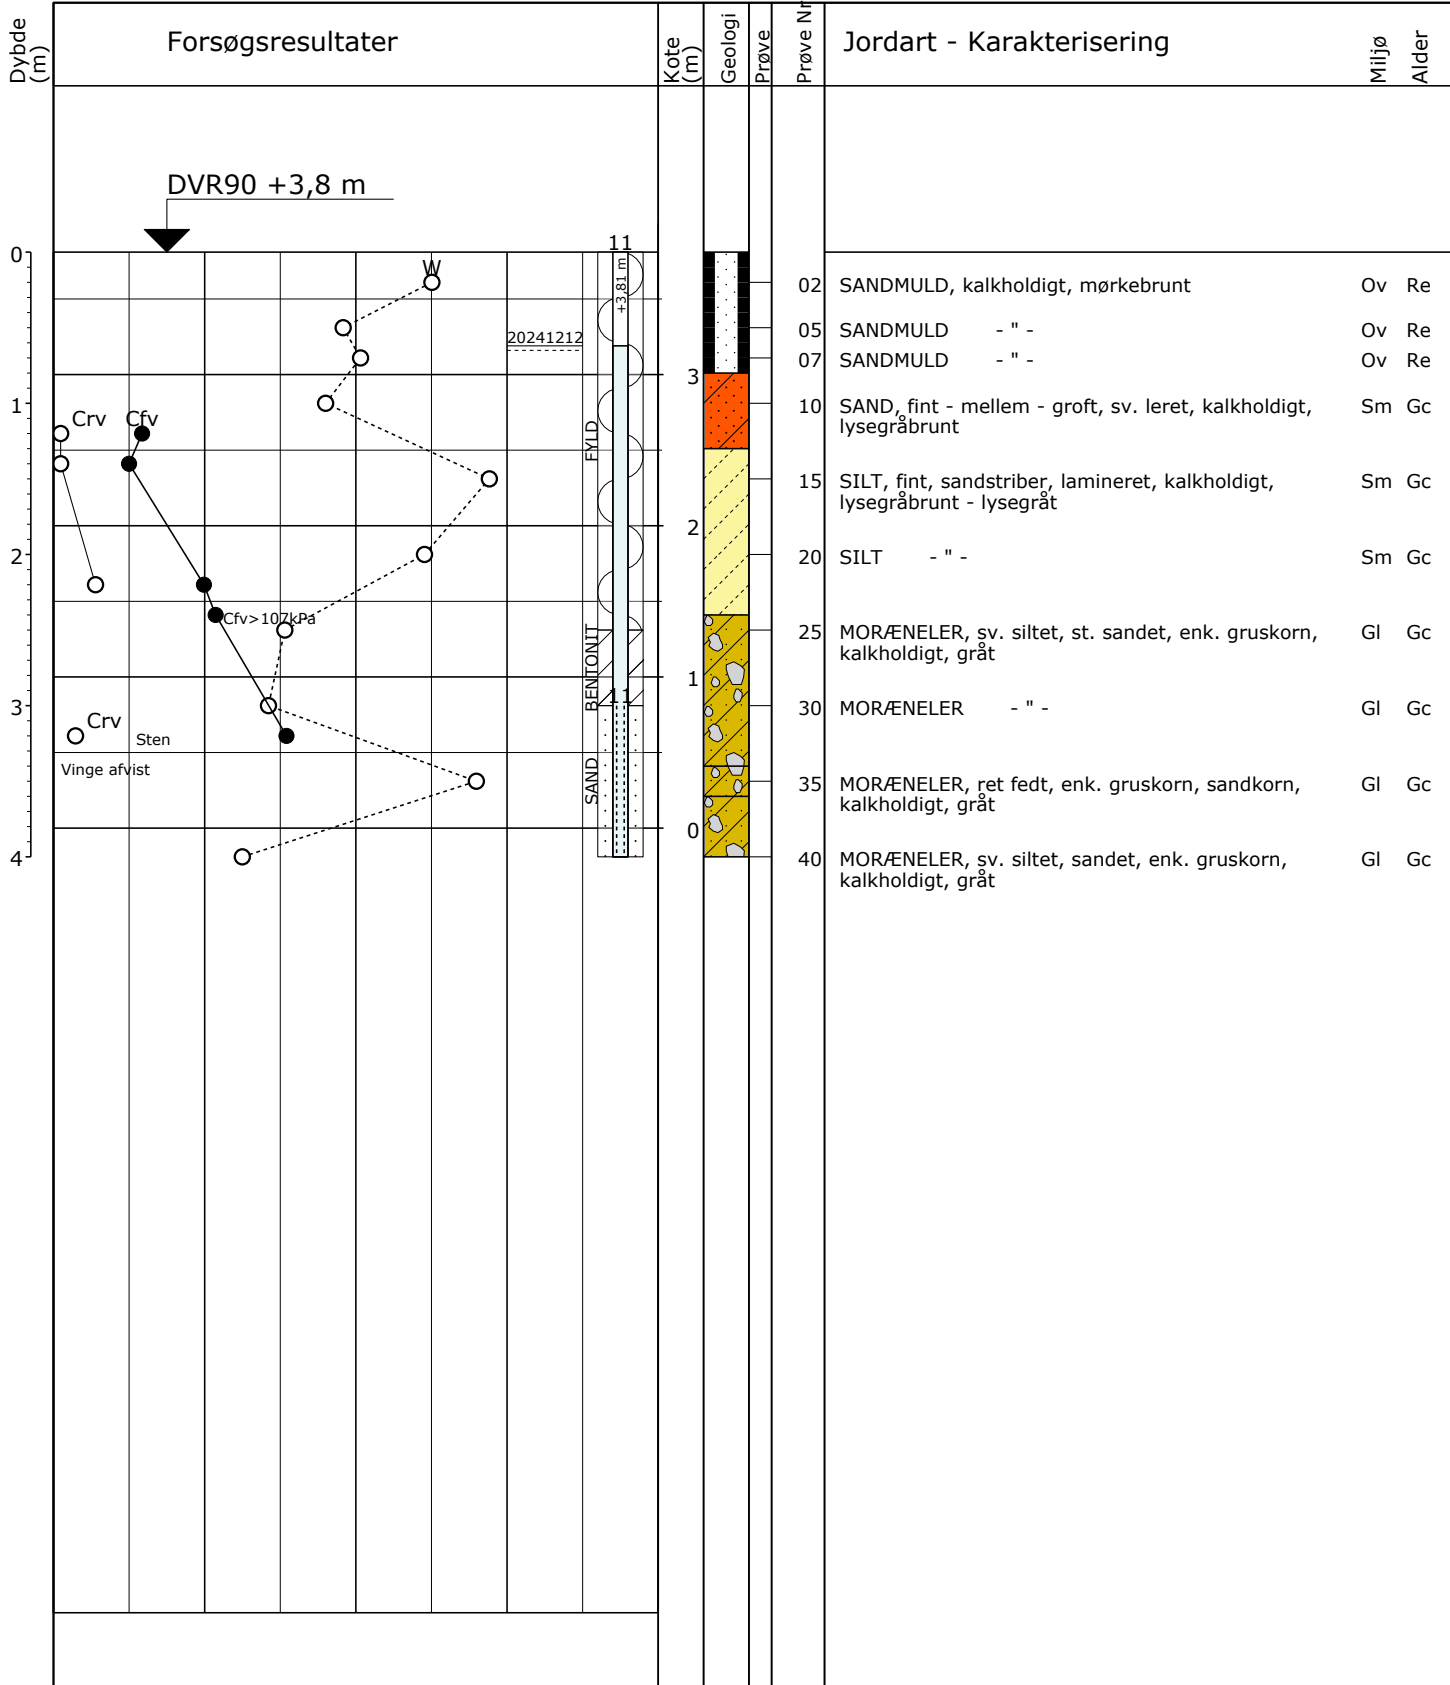 Dybde
(m)
Forsøgsresultater
Kote
(m)
Geologi
Prøve
Prøve Nr
Jordart - Karakterisering
Miljø
Alder
DVR90 +3,8 m
0
11
W
+3,81 m
02 SANDMULD, kalkholdigt, mørkebrunt Ov Re
20241212
05 SANDMULD - " - Ov Re
07 SANDMULD - " - Ov Re
3
1
Crv Cfv
FYLD
10 SAND, fint - mellem - groft, sv. leret, kalkholdigt, Sm Gc
lysegråbrunt
15 SILT, fint, sandstriber, lamineret, kalkholdigt, Sm Gc
lysegråbrunt - lysegråt
2
2
20 SILT - " - Sm Gc
Cfv>107kPa
BENTONIT
25 MORÆNELER, sv. siltet, st. sandet, enk. gruskorn, Gl Gc
kalkholdigt, gråt
1
11
3
30 MORÆNELER - " - Gl Gc
Crv
Sten
Vinge afvist
SAND
35 MORÆNELER, ret fedt, enk. gruskorn, sandkorn, Gl Gc
kalkholdigt, gråt
0
4
40 MORÆNELER, sv. siltet, sandet, enk. gruskorn, Gl Gc
kalkholdigt, gråt